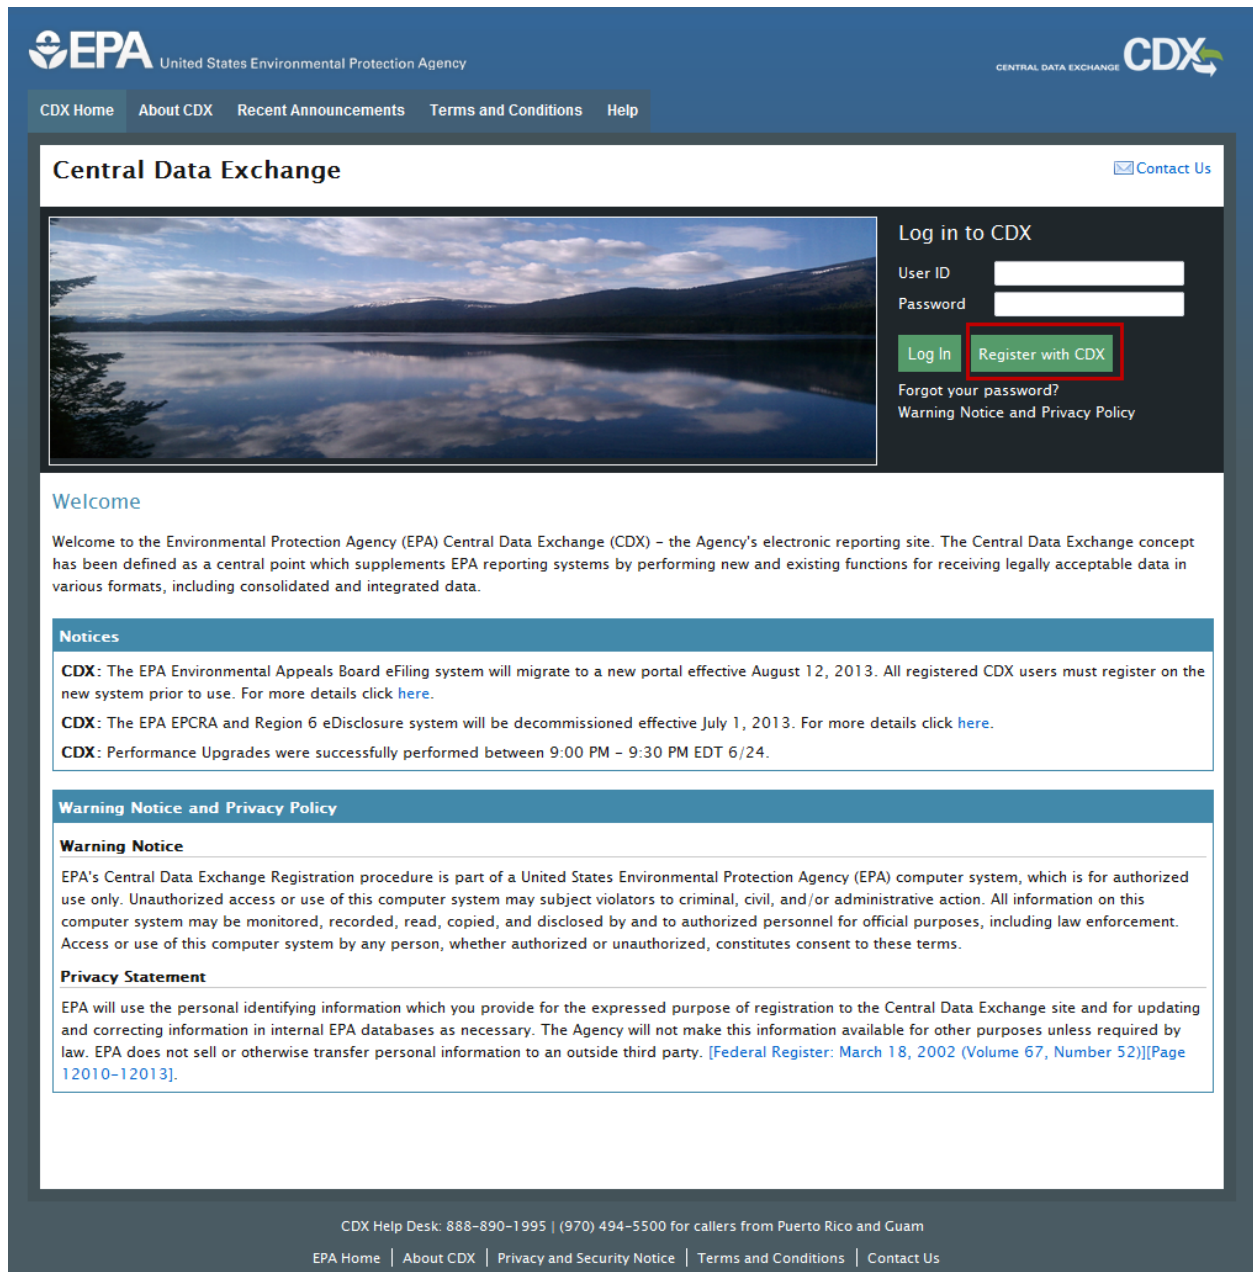 EPA United States Environmental Protection Agency
CENTRAL DATA EXCHANGE CDX
CDX Home About CDX Recent Announcements Terms and Conditions Help
Central Data Exchange
Contact Us
Log in to CDX
User ID
Password
Log In Register with CDX
Forgot your password?
Warning Notice and Privacy Policy
Welcome
Welcome to the Environmental Protection Agency (EPA) Central Data Exchange (CDX) – the Agency's electronic reporting site. The Central Data Exchange concept
has been defined as a central point which supplements EPA reporting systems by performing new and existing functions for receiving legally acceptable data in
various formats, including consolidated and integrated data.
Notices
CDX: The EPA Environmental Appeals Board eFiling system will migrate to a new portal effective August 12, 2013. All registered CDX users must register on the
new system prior to use. For more details click here.
CDX: The EPA EPCRA and Region 6 eDisclosure system will be decommissioned effective July 1, 2013. For more details click here.
CDX: Performance Upgrades were successfully performed between 9:00 PM – 9:30 PM EDT 6/24.
Warning Notice and Privacy Policy
Warning Notice
EPA's Central Data Exchange Registration procedure is part of a United States Environmental Protection Agency (EPA) computer system, which is for authorized
use only. Unauthorized access or use of this computer system may subject violators to criminal, civil, and/or administrative action. All information on this
computer system may be monitored, recorded, read, copied, and disclosed by and to authorized personnel for official purposes, including law enforcement.
Access or use of this computer system by any person, whether authorized or unauthorized, constitutes consent to these terms.
Privacy Statement
EPA will use the personal identifying information which you provide for the expressed purpose of registration to the Central Data Exchange site and for updating
and correcting information in internal EPA databases as necessary. The Agency will not make this information available for other purposes unless required by
law. EPA does not sell or otherwise transfer personal information to an outside third party. [Federal Register: March 18, 2002 (Volume 67, Number 52)][Page
12010–12013].
CDX Help Desk: 888-890-1995 | (970) 494-5500 for callers from Puerto Rico and Guam
EPA Home | About CDX | Privacy and Security Notice | Terms and Conditions | Contact Us